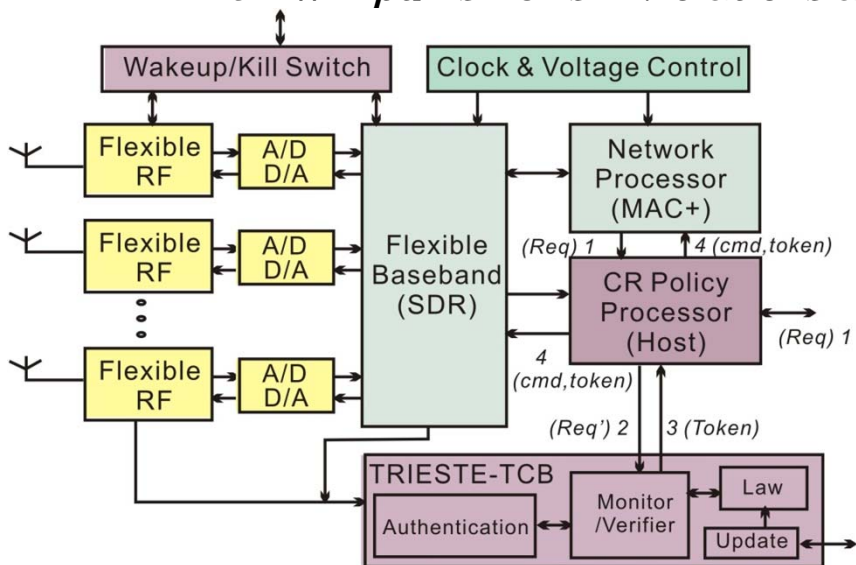 Wakeup/Kill Switch
Clock & Voltage Control
Flexible
RF
A/D
D/A
Flexible
RF
A/D
D/A
Flexible
RF
A/D
D/A
Flexible
Baseband
(SDR)
Network
Processor
(MAC+)
(Req) 1
4 (cmd,token)
CR Policy
Processor
(Host)
(Req) 1
4
(cmd,token)
(Req') 2
3 (Token)
TRIESTE-TCB
Authentication
Monitor
/Verifier
Law
Update